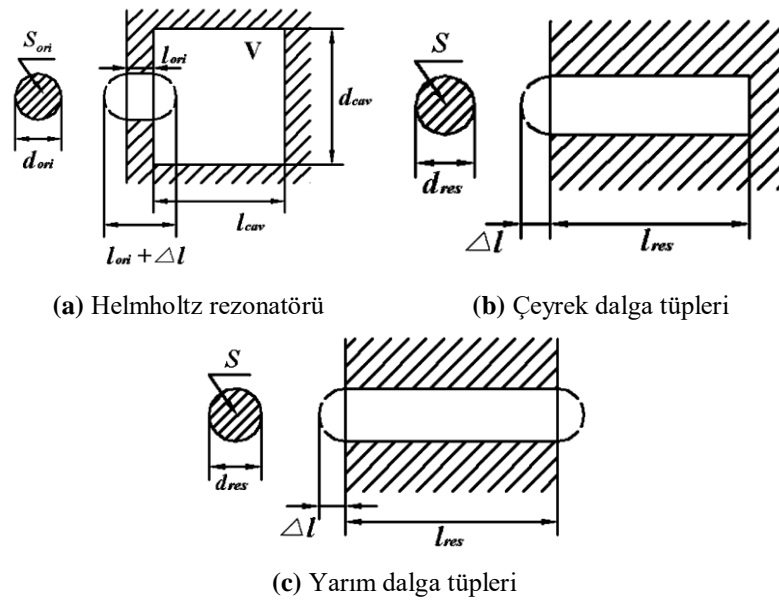 S_ori
d_ori
l_ori
V
d_cav
l_cav
l_ori + △l
(a) Helmholtz rezonatörü
S
d_res
△l
l_res
(b) Çeyrek dalga tüpleri
S
d_res
△l
l_res
(c) Yarım dalga tüpleri